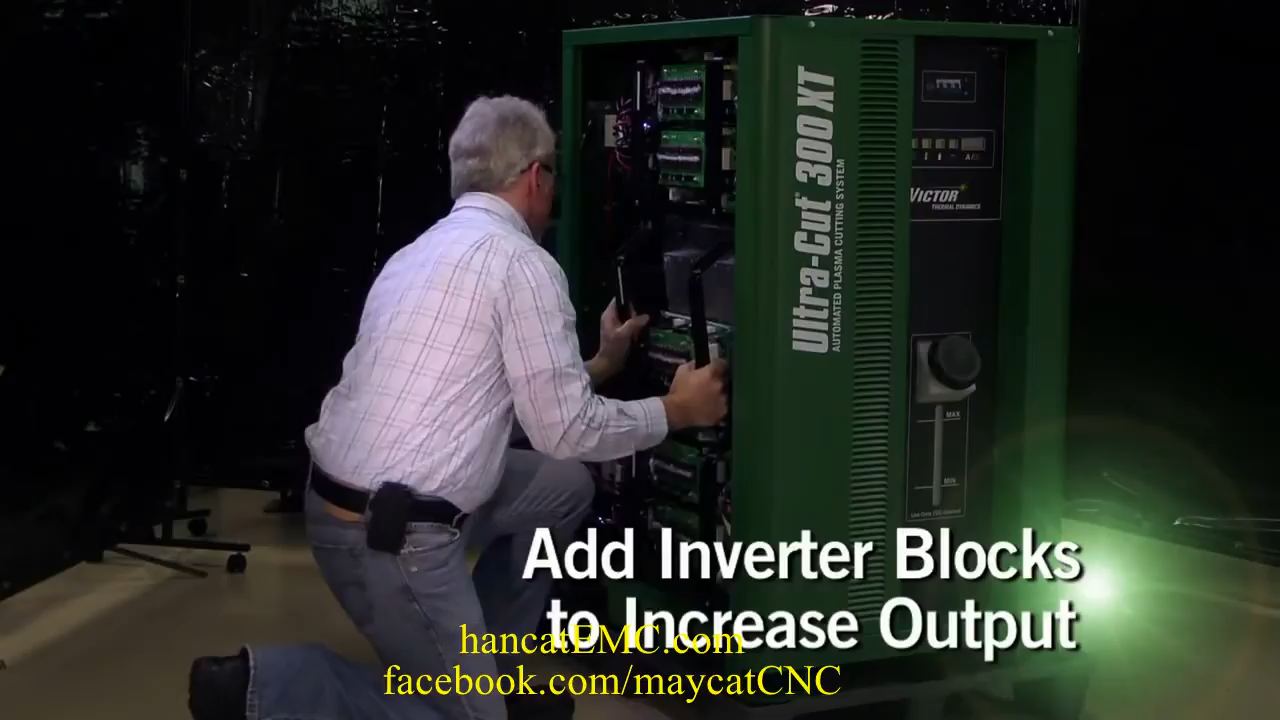 Ultra-Cut® 300 XT
AUTOMATED PLASMA CUTTING SYSTEM
VICTOR
THERMAL DYNAMICS
MAX
MIN
Add Inverter Blocks
to Increase Output
hancatEMC.com
facebook.com/maycatCNC